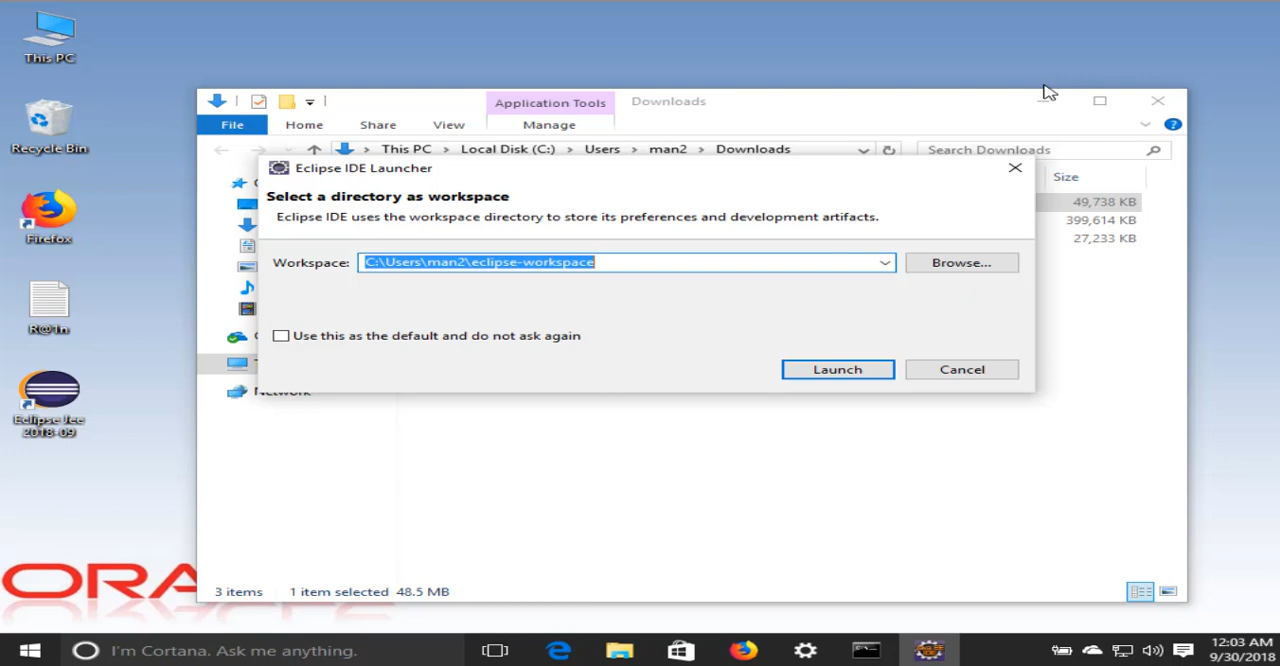 This PC
Recycle Bin
Firefox
R@In
Eclipse Jee
2018-09
Application Tools
Downloads
File
Home
Share
View
Manage
This PC > Local Disk (C:) > Users > man2 > Downloads
Search Downloads
Eclipse IDE Launcher
Size
Select a directory as workspace
Eclipse IDE uses the workspace directory to store its preferences and development artifacts.
49,738 KB
399,614 KB
27,233 KB
Workspace:
C:\Users\man2\eclipse-workspace
Browse...
Use this as the default and do not ask again
Launch
Cancel
Network
3 items
1 item selected 48.5 MB
I'm Cortana. Ask me anything.
12:03 AM
9/30/2018